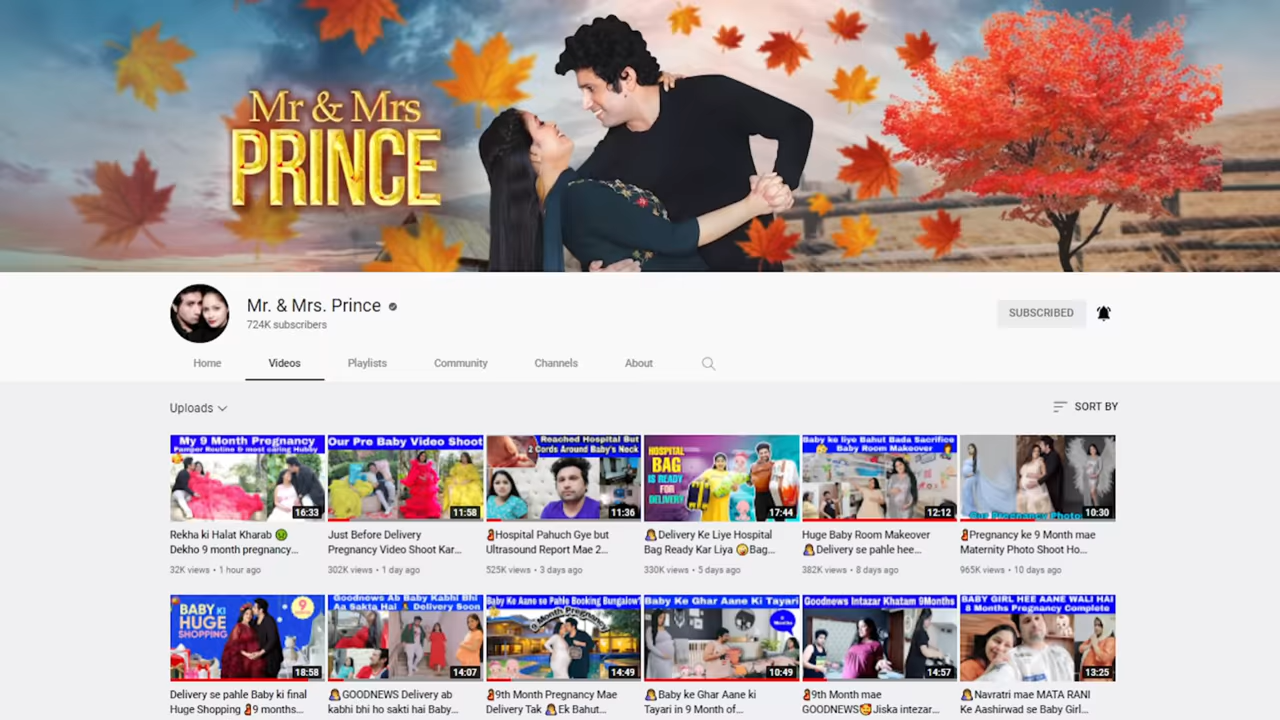 Mr & Mrs
PRINCE
Mr. & Mrs. Prince
724K subscribers
SUBSCRIBED
Home
Videos
Playlists
Community
Channels
About
Uploads
SORT BY
My 9 Month Pregnancy
Pamper Routine & most caring Hubby
16:33
Our Pre Baby Video Shoot
11:58
Reached Hospital But
2 Cords Around Baby's Neck
11:36
HOSPITAL
BAG
IS READY
FOR
DELIVERY
17:44
Baby ke liye Bahut Bada Sacrifice
Baby Room Makeover
12:12
Our Pregnancy Photo
10:30
Rekha ki Halat Kharab
Dekho 9 month pregnancy...
32K views • 1 hour ago
Just Before Delivery
Pregnancy Video Shoot Kar...
302K views • 1 day ago
Hospital Pahuch Gye but
Ultrasound Report Mae 2...
525K views • 3 days ago
Delivery Ke Liye Hospital
Bag Ready Kar Liya Bag...
330K views • 5 days ago
Huge Baby Room Makeover
Delivery se pahle hee...
382K views • 8 days ago
Pregnancy ke 9 Month mae
Maternity Photo Shoot Ho...
965K views • 10 days ago
BABY KI
HUGE
SHOPPING
9
18:58
Goodness Ab Baby Kabhi Bhi
Aa Sakta Hai Delivery Soon
14:07
Baby Ke Aane se Pahle Booking Bungalow
9 Month Pregnancy
14:49
Baby Ke Ghar Aane Ki Tayari
10:49
Goodnews Intazar Khatam 9Months
14:57
BABY GIRL HEE AANE WALI HAI
8 Months Pregnancy Complete
13:25
Delivery se pahle Baby ki final
Huge Shopping 9 months...
GOODNEWS Delivery ab
kabhi bhi ho sakti hai Baby...
9th Month Pregnancy Mae
Delivery Tak Ek Bahut...
Baby ke Ghar Aane ki
Tayari in 9 Month of...
9th Month mae
GOODNEWS Jiska intezar...
Navratri mae MATA RANI
Ke Aashirwad se Baby Girl...